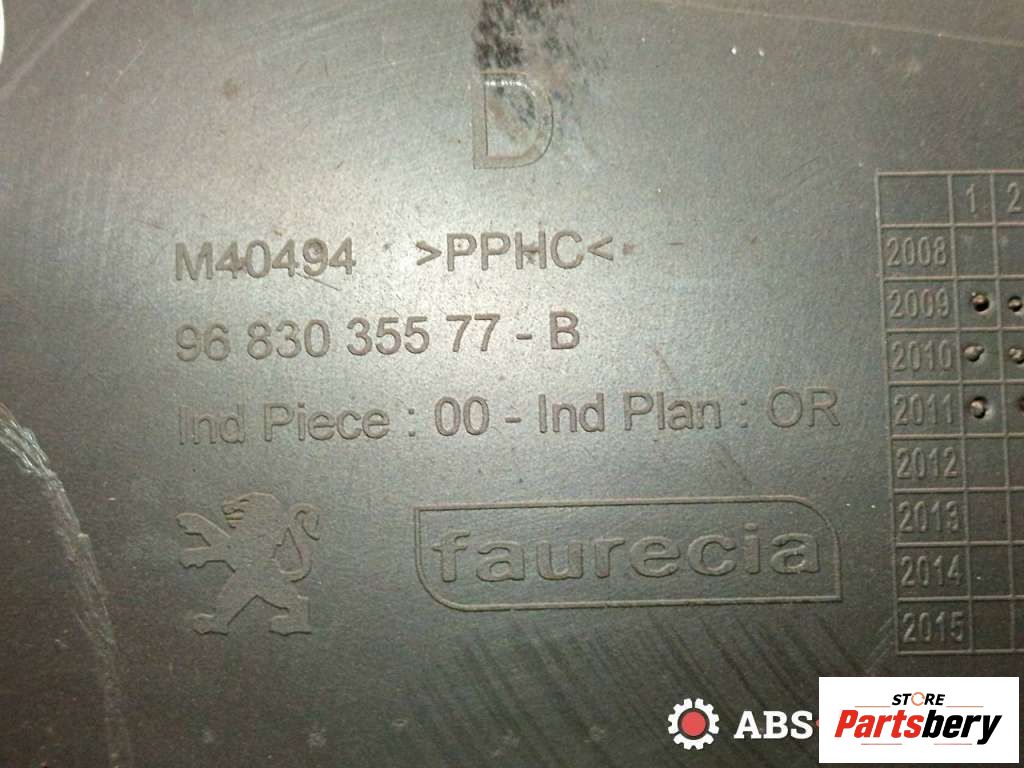 D
M40494 >PPHC<
96 830 355 77 - B
Ind Piece : 00 - Ind Plan : OR
faurecia
1 2
2008
2009
2010
2011
2012
2013
2014
2015
ABS-
STORE
Partsbery